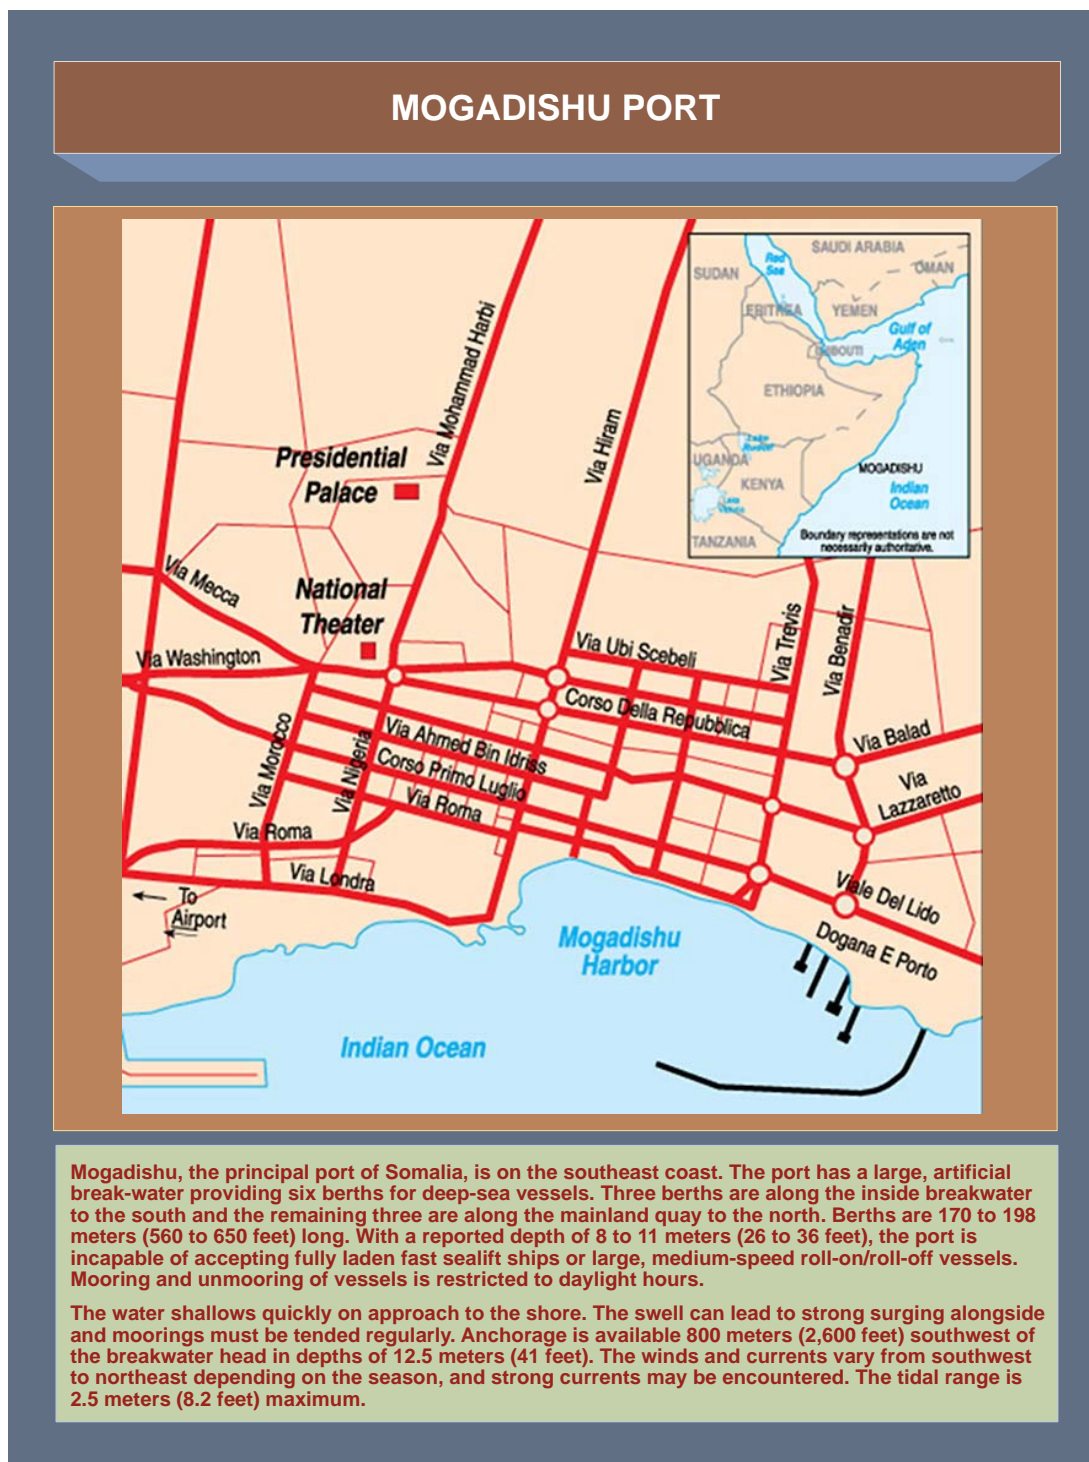 MOGADISHU PORT
SAUDI ARABIA
Red
Sea
OMAN
SUDAN
ERITREA
YEMEN
Gulf of
Aden
DJIBOUTI
ETHIOPIA
Lake
UGANDA
MOGADISHU
KENYA
Indian
Ocean
Lake
Victoria
TANZANIA
Boundary representations are not
necessarily authoritative.
Via Mohammad Harbi
Via Hiram
Presidential
Palace
Via Mecca
National
Theater
Via Washington
Via Ubi Scebeli
Via Trevis
Via Benadir
Corso Della Repubblica
Via Ahmed Bin Idriss
Via Balad
Via Morocco
Via Nigeria
Corso Primo Luglio
Via
Lazzaretto
Via Roma
Via Roma
Via Londra
Viale Del Lido
To
Airport
Dogana E Porto
Mogadishu
Harbor
Indian Ocean
Mogadishu, the principal port of Somalia, is on the southeast coast. The port has a large, artificial
break-water providing six berths for deep-sea vessels. Three berths are along the inside breakwater
to the south and the remaining three are along the mainland quay to the north. Berths are 170 to 198
meters (560 to 650 feet) long. With a reported depth of 8 to 11 meters (26 to 36 feet), the port is
incapable of accepting fully laden fast sealift ships or large, medium-speed roll-on/roll-off vessels.
Mooring and unmooring of vessels is restricted to daylight hours.
The water shallows quickly on approach to the shore. The swell can lead to strong surging alongside
and moorings must be tended regularly. Anchorage is available 800 meters (2,600 feet) southwest of
the breakwater head in depths of 12.5 meters (41 feet). The winds and currents vary from southwest
to northeast depending on the season, and strong currents may be encountered. The tidal range is
2.5 meters (8.2 feet) maximum.